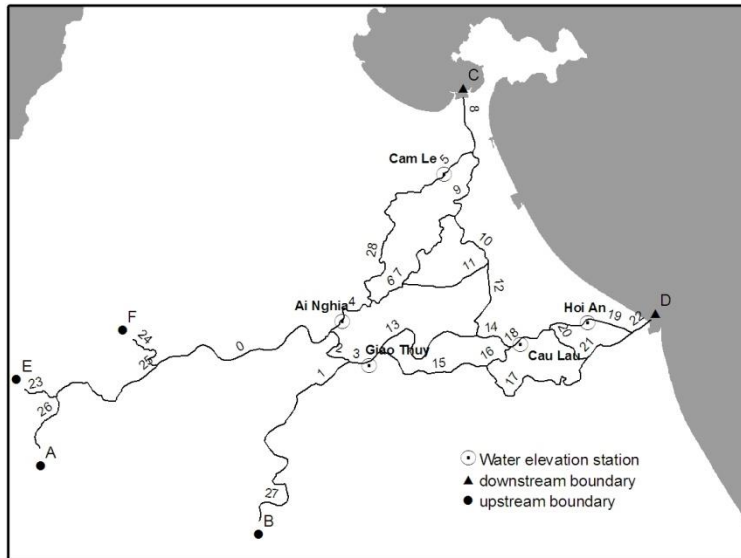 C
8
Cam Le
5
9
28
10
11
6 7
12
Ai Nghia
4
Hoi An
D
F
13
19
22
24
0
14
18
20
2
3
Giao Thuy
Cau Lau
21
E
25
16
15
1
23
17
26
A
27
B
Water elevation station
downstream boundary
upstream boundary